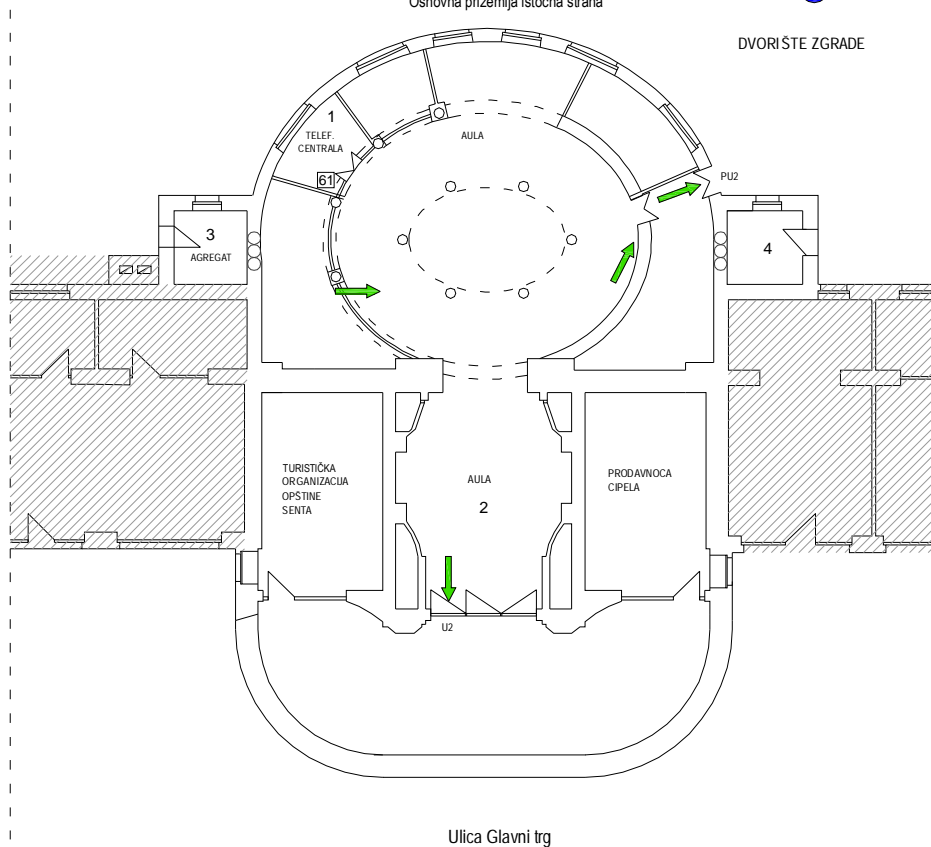 Osnovna prizemlja istočna strana
DVORIŠTE ZGRADE
1
TELEF.
CENTRALA
AULA
61
PU2
3
AGREGAT
4
TURISTIČKA
ORGANIZACIJA
OPŠTINE
SENTA
AULA
2
PRODAVNOCA
CIPELA
U2
Ulica Glavni trg